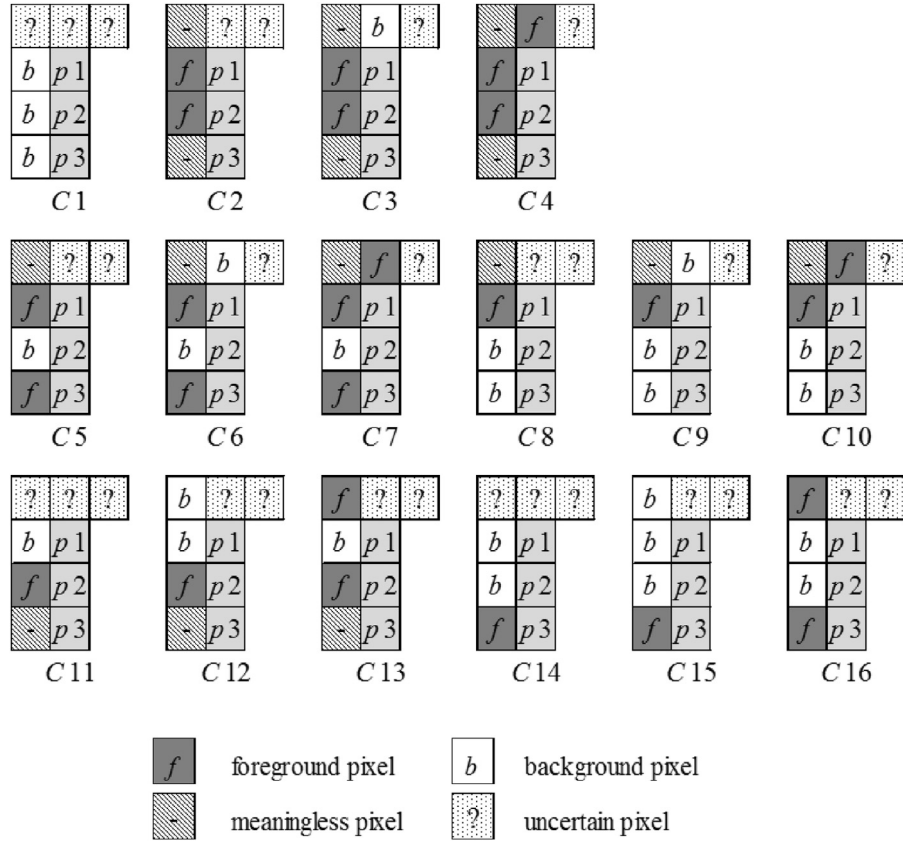 ? ? ? - ? ? - b ? - f ?
b p1 f p1 f p1 f p1
b p2 f p2 f p2 f p2
b p3 - p3 - p3 - p3
C1 C2 C3 C4
- ? ? - b ? - f ? - ? ? - b ? - f ?
f p1 f p1 f p1 f p1 f p1 f p1
b p2 b p2 b p2 b p2 b p2 b p2
f p3 f p3 f p3 b p3 b p3 b p3
C5 C6 C7 C8 C9 C10
? ? ? b ? ? f ? ? ? ? ? b ? ? f ? ?
b p1 b p1 b p1 b p1 b p1 b p1
f p2 f p2 f p2 b p2 b p2 b p2
- p3 - p3 - p3 f p3 f p3 f p3
C11 C12 C13 C14 C15 C16
f foreground pixel b background pixel
- meaningless pixel ? uncertain pixel